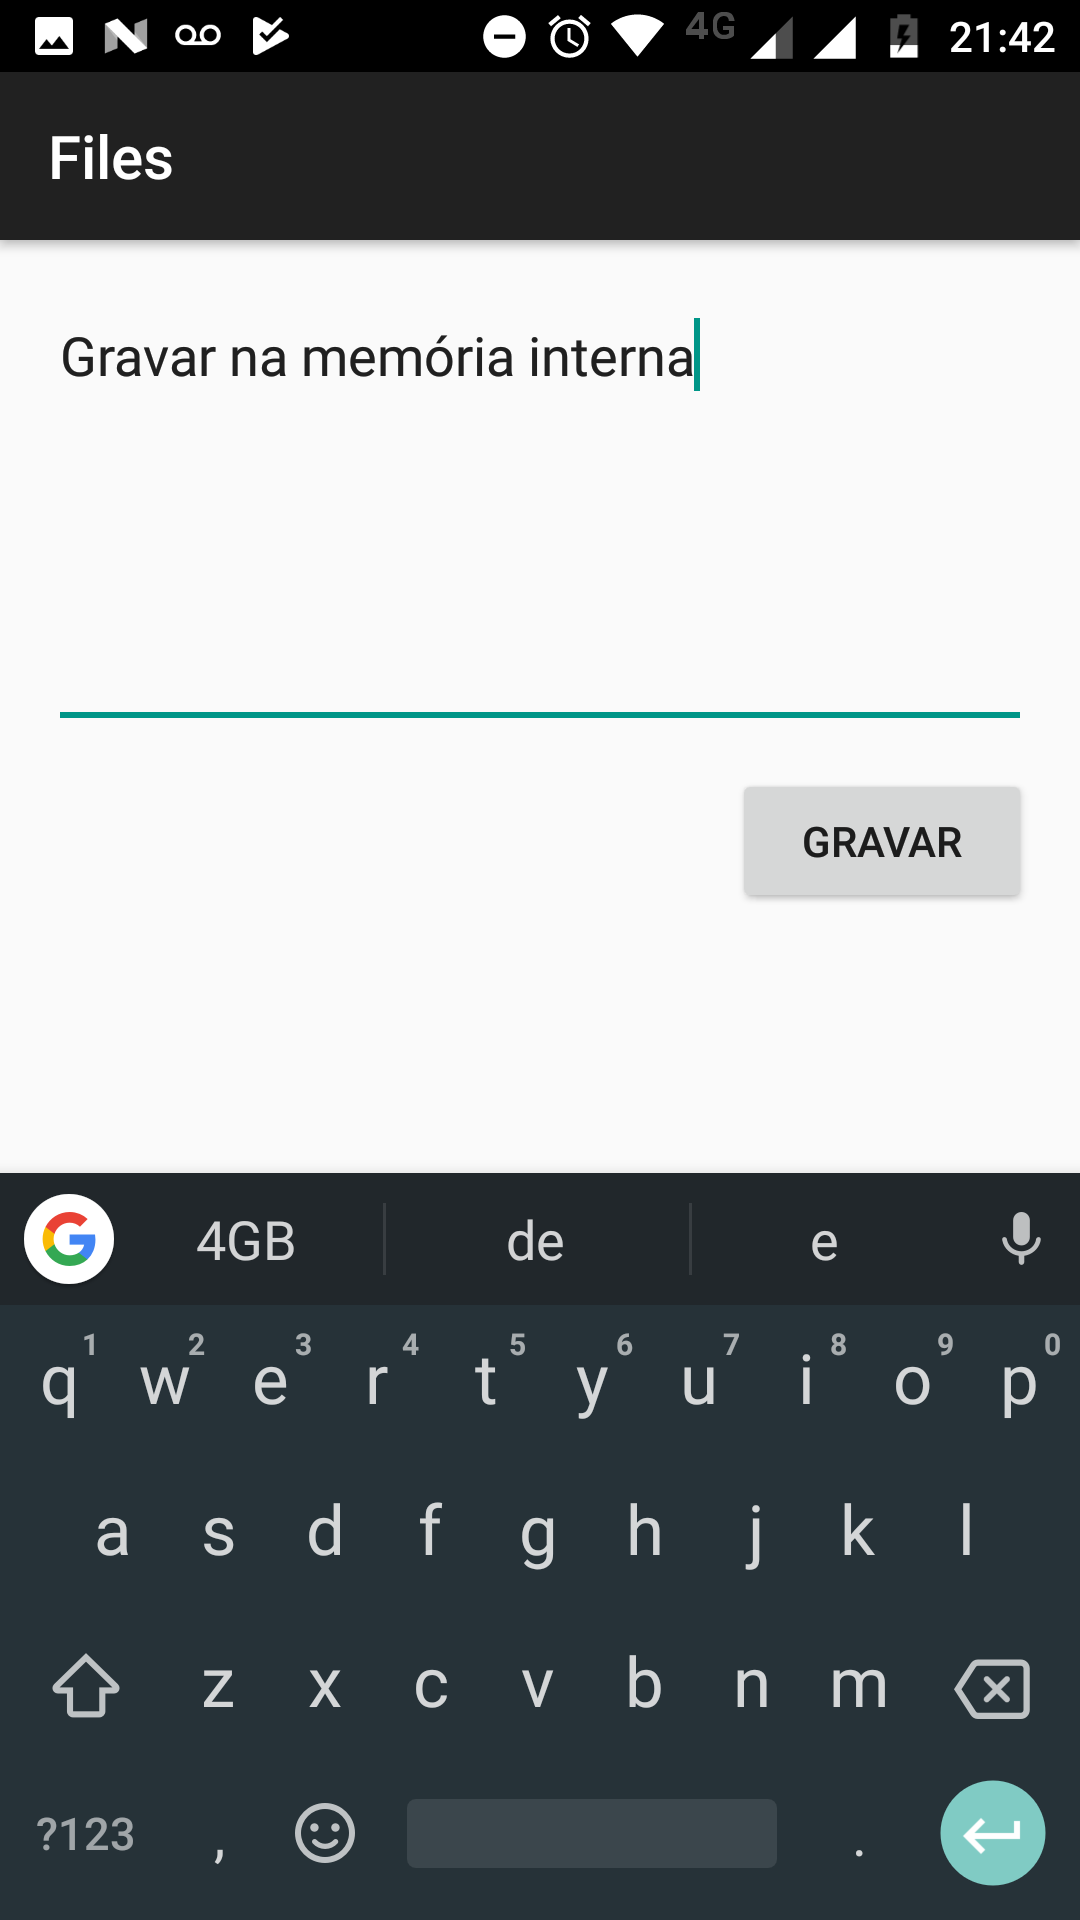 4G 21:42
Files
Gravar na memória interna
GRAVAR
4GB de e
1 2 3 4 5 6 7 8 9 0
q w e r t y u i o p
a s d f g h j k l
z x c v b n m
?123 , .